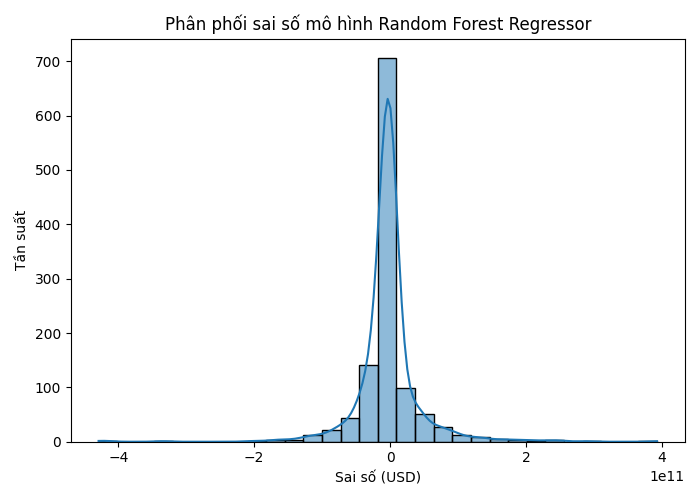 Phân phối sai số mô hình Random Forest Regressor
Tần suất
700
600
500
400
300
200
100
0
−4 −2 0 2 4
1e11
Sai số (USD)